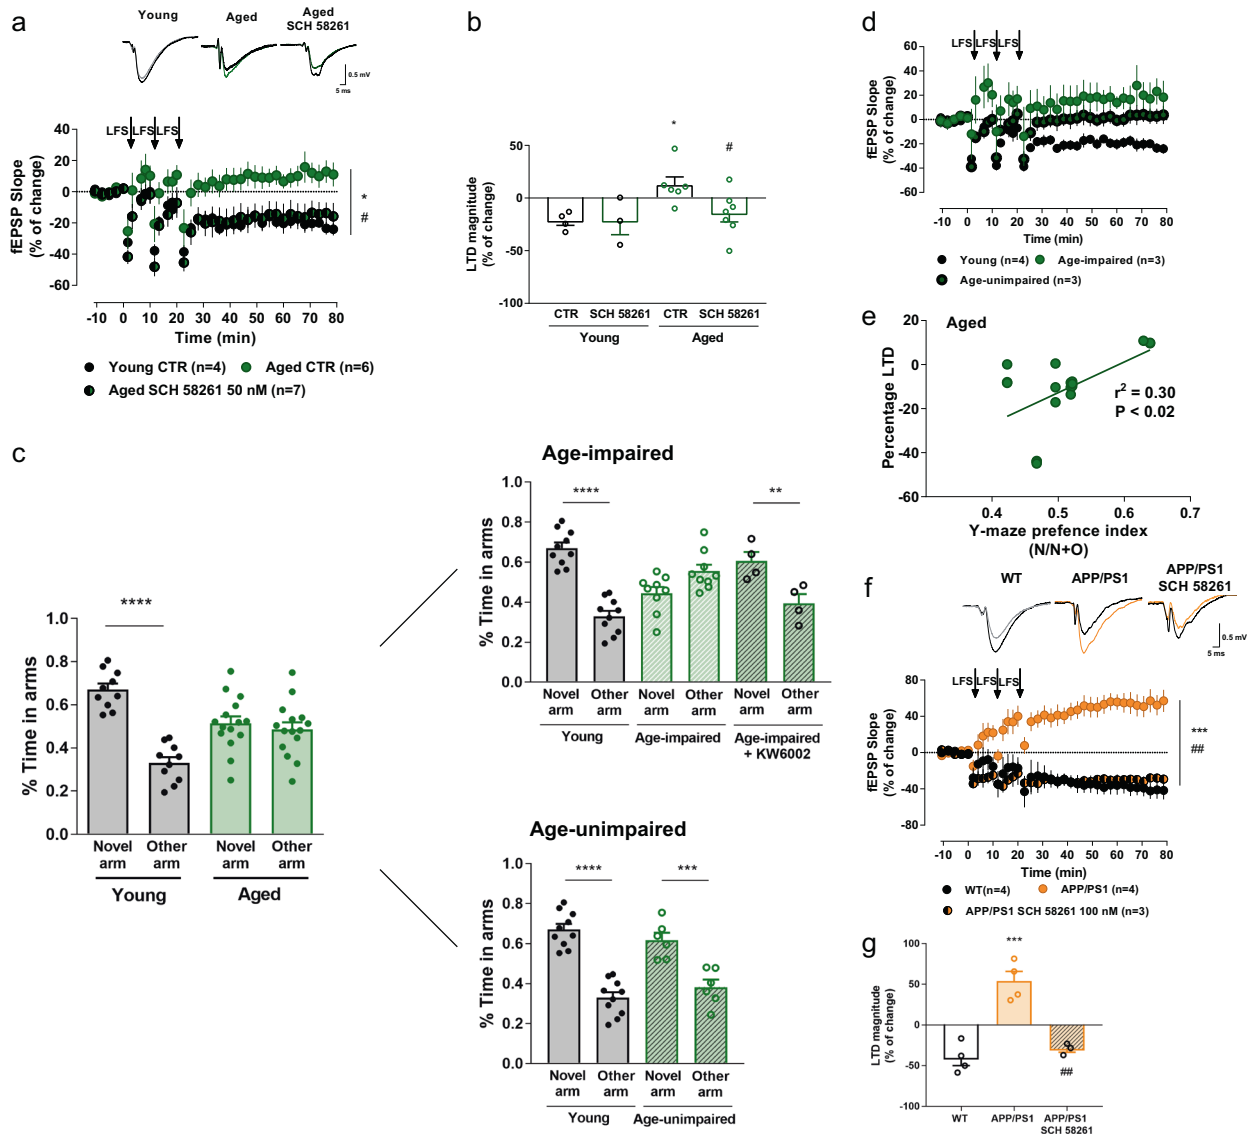 a
Young
Aged
Aged
SCH 58261
0.5 mV
5 ms
LFS LFS LFS
fEPSP Slope
(% of change)
40
20
0
-20
-40
-60
*
#
-10 0 10 20 30 40 50 60 70 80
Time (min)
Young CTR (n=4) Aged CTR (n=6)
Aged SCH 58261 50 nM (n=7)
b
LTD magnitude
(% of change)
50
0
-50
-100
*
#
CTR SCH 58261 CTR SCH 58261
Young Aged
c
% Time in arms
1.0
0.8
0.6
0.4
0.2
0.0
****
Novel Other Novel Other
arm arm arm arm
Young Aged
Age-impaired
% Time in arms
1.0
0.8
0.6
0.4
0.2
0.0
****
**
Novel Other Novel Other Novel Other
arm arm arm arm arm arm
Young Age-impaired Age-impaired
+ KW6002
Age-unimpaired
% Time in arms
1.0
0.8
0.6
0.4
0.2
0.0
****
***
Novel Other Novel Other
arm arm arm arm
Young Age-unimpaired
d
LFS LFS LFS
fEPSP Slope
(% of change)
60
40
20
0
-20
-40
-60
-10 0 10 20 30 40 50 60 70 80
Time (min)
Young (n=4) Age-impaired (n=3)
Age-unimpaired (n=3)
e
Aged
Percentage LTD
20
0
-20
-40
-60
r² = 0.30
P < 0.02
0.4 0.5 0.6 0.7
Y-maze prefence index
(N/N+O)
f
WT
APP/PS1
APP/PS1
SCH 58261
0.5 mV
5 ms
LFS LFS LFS
fEPSP Slope
(% of change)
80
40
0
-40
-80
***
##
-10 0 10 20 30 40 50 60 70 80
Time (min)
WT(n=4) APP/PS1 (n=4)
APP/PS1 SCH 58261 100 nM (n=3)
g
LTD magnitude
(% of change)
100
50
0
-50
-100
***
##
WT APP/PS1 APP/PS1
SCH 58261